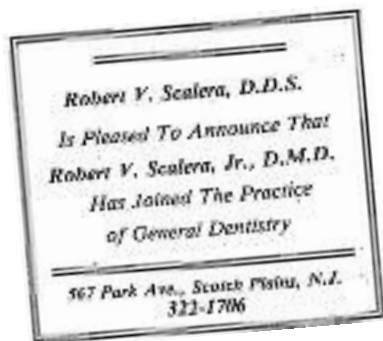 Robert V. Scalera, D.D.S.
Is Pleased To Announce That
Robert V. Scalera, Jr., D.M.D.
Has Joined The Practice
of General Dentistry
567 Park Ave., Scotch Plains, N.J.
322-1706